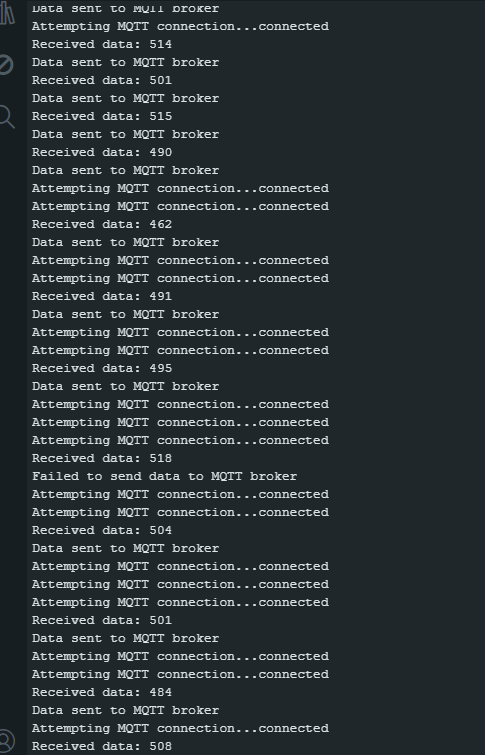 Data sent to MQTT broker
Attempting MQTT connection...connected
Received data: 514
Data sent to MQTT broker
Received data: 501
Data sent to MQTT broker
Received data: 515
Data sent to MQTT broker
Received data: 490
Data sent to MQTT broker
Attempting MQTT connection...connected
Attempting MQTT connection...connected
Received data: 462
Data sent to MQTT broker
Attempting MQTT connection...connected
Attempting MQTT connection...connected
Received data: 491
Data sent to MQTT broker
Attempting MQTT connection...connected
Attempting MQTT connection...connected
Received data: 495
Data sent to MQTT broker
Attempting MQTT connection...connected
Attempting MQTT connection...connected
Attempting MQTT connection...connected
Received data: 518
Failed to send data to MQTT broker
Attempting MQTT connection...connected
Attempting MQTT connection...connected
Received data: 504
Data sent to MQTT broker
Attempting MQTT connection...connected
Attempting MQTT connection...connected
Attempting MQTT connection...connected
Received data: 501
Data sent to MQTT broker
Attempting MQTT connection...connected
Attempting MQTT connection...connected
Received data: 484
Data sent to MQTT broker
Attempting MQTT connection...connected
Received data: 508